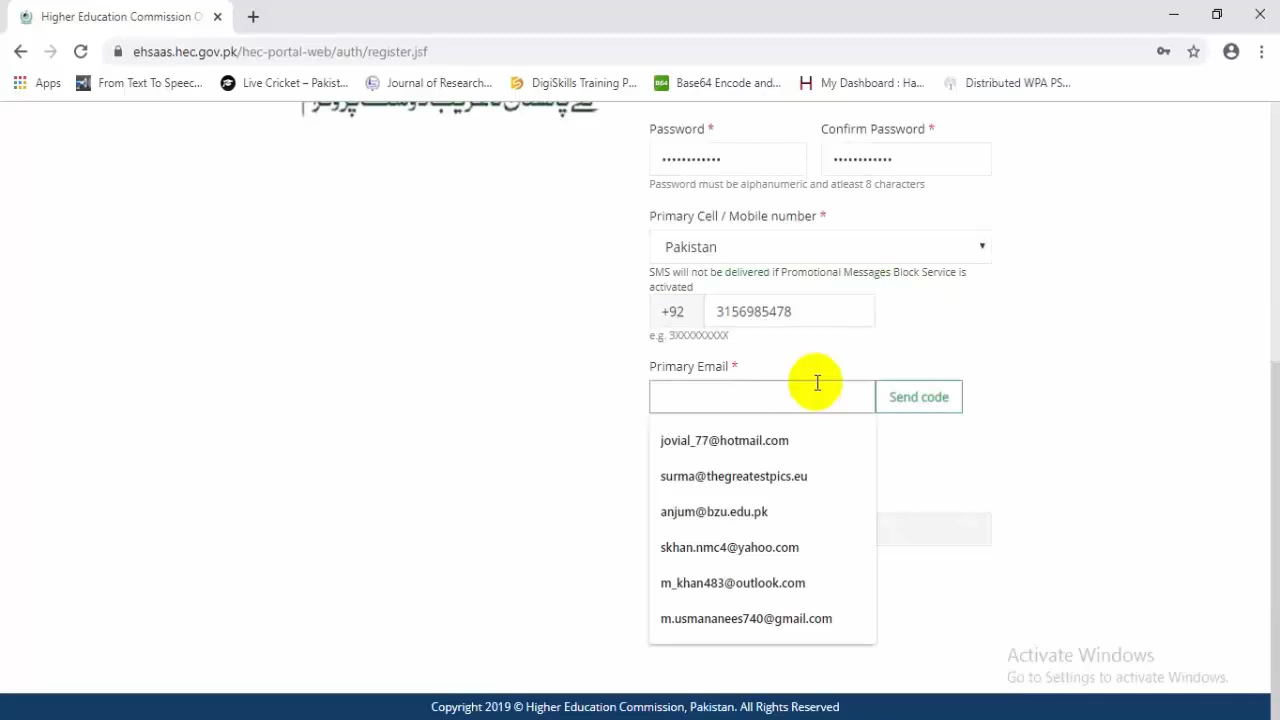 Higher Education Commission O
ehsaas.hec.gov.pk/hec-portal-web/auth/register.jsf
Apps From Text To Speec... Live Cricket – Pakist... Journal of Research... DigiSkills Training P... B64 Base64 Encode and... My Dashboard : Ha... Distributed WPA PS...
Password * Confirm Password *
•••••••••••• ••••••••••••
Password must be alphanumeric and atleast 8 characters
Primary Cell / Mobile number *
Pakistan
SMS will not be delivered if Promotional Messages Block Service is
activated
+92 3156985478
e.g. 3XXXXXXXXX
Primary Email *
Send code
jovial_77@hotmail.com
surma@thegreatestpics.eu
anjum@bzu.edu.pk
skhan.nmc4@yahoo.com
m_khan483@outlook.com
m.usmananees740@gmail.com
Activate Windows
Go to Settings to activate Windows.
Copyright 2019 © Higher Education Commission, Pakistan. All Rights Reserved